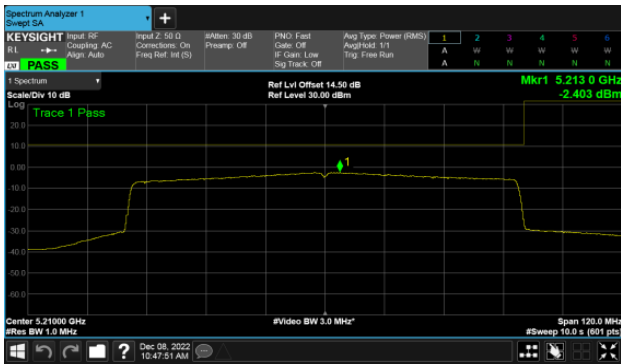 Spectrum Analyzer 1
Swept SA
KEYSIGHT Input: RF Input Z: 50 Ω #Atten: 30 dB PNO: Fast Avg Type: Power (RMS) 1 2 3 4 5 6
RL Coupling: AC Corrections: On Preamp: Off Gate: Off Avg|Hold: 1/1 A W W W W W
Align: Auto Freq Ref: Int (S) IF Gain: Low Trig: Free Run
LXI PASS Sig Track: Off A N N N N N
1 Spectrum Ref Lvl Offset 14.50 dB Mkr1 5.213 0 GHz
Scale/Div 10 dB Ref Level 30.00 dBm -2.403 dBm
Log
Trace 1 Pass
20.0
10.0
1
0.00
-10.0
-20.0
-30.0
-40.0
-50.0
-60.0
Center 5.21000 GHz #Video BW 3.0 MHz* Span 120.0 MHz
#Res BW 1.0 MHz #Sweep 10.0 s (601 pts)
? Dec 08, 2022
10:47:51 AM